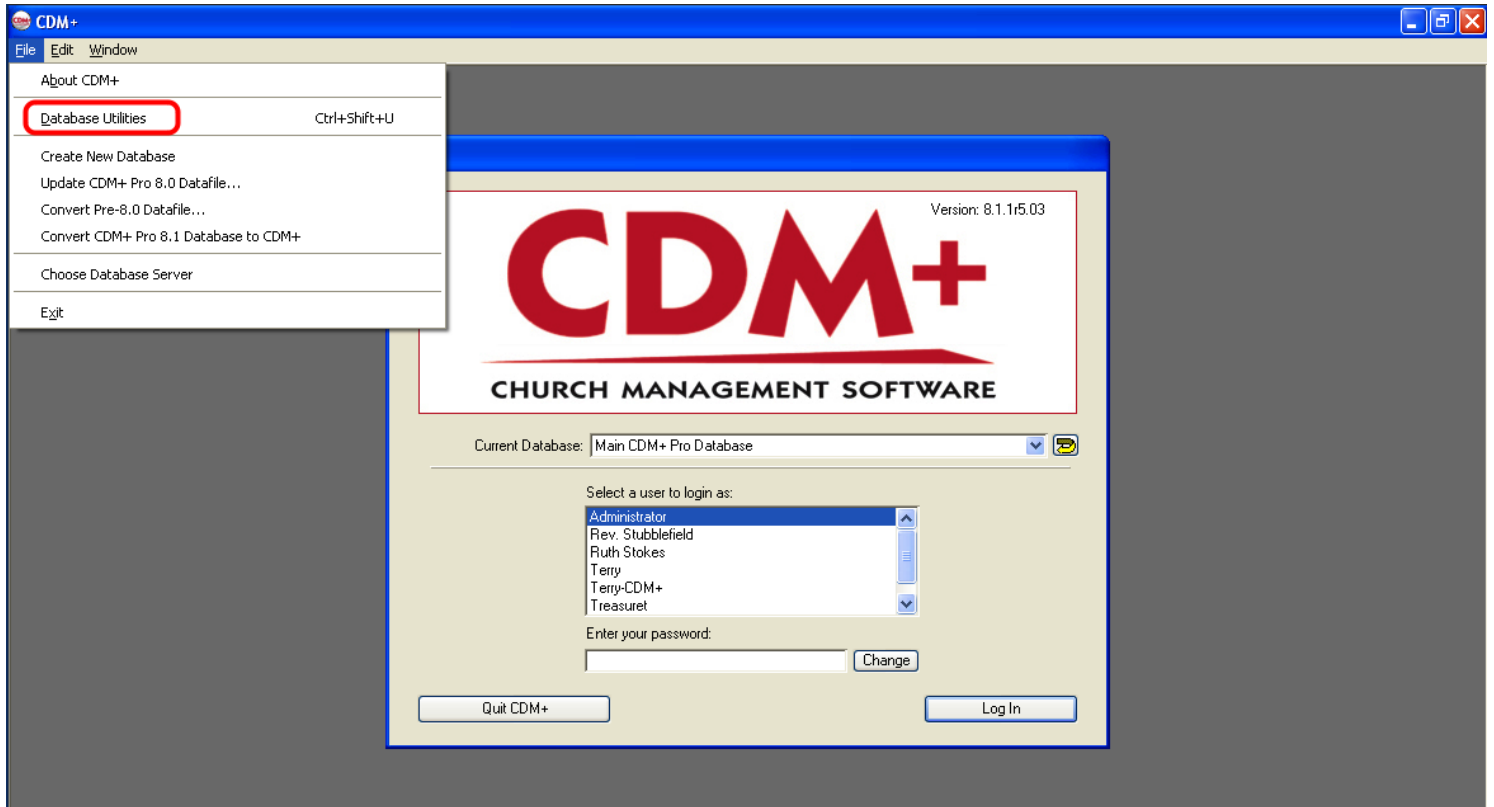 CDM+
File Edit Window
About CDM+
Database Utilities Ctrl+Shift+U
Create New Database
Update CDM+ Pro 8.0 Datafile...
Convert Pre-8.0 Datafile...
Convert CDM+ Pro 8.1 Database to CDM+
Choose Database Server
Exit
Version: 8.1.1r5.03
CDM+
CHURCH MANAGEMENT SOFTWARE
Current Database: Main CDM+ Pro Database
Select a user to login as:
Administrator
Rev. Stubblefield
Ruth Stokes
Terry
Terry-CDM+
Treasuret
Enter your password:
Change
Quit CDM+ Log In